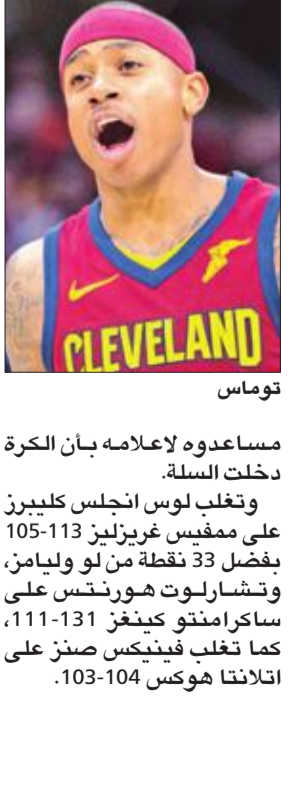 CLEVELAND
توماس
مساعدوه لاعلامه بأن الكرة
دخلت السلة.
وتغلب لوس انجلس كليبرز
على ممفيس غريزليز 113-105
بفضل 33 نقطة من لو وليامز،
وتشارلوت هورنتس على
ساكرامنتو كينغز 131-111،
كما تغلب فينيكس صنز على
اتلانتا هوكس 104-103.